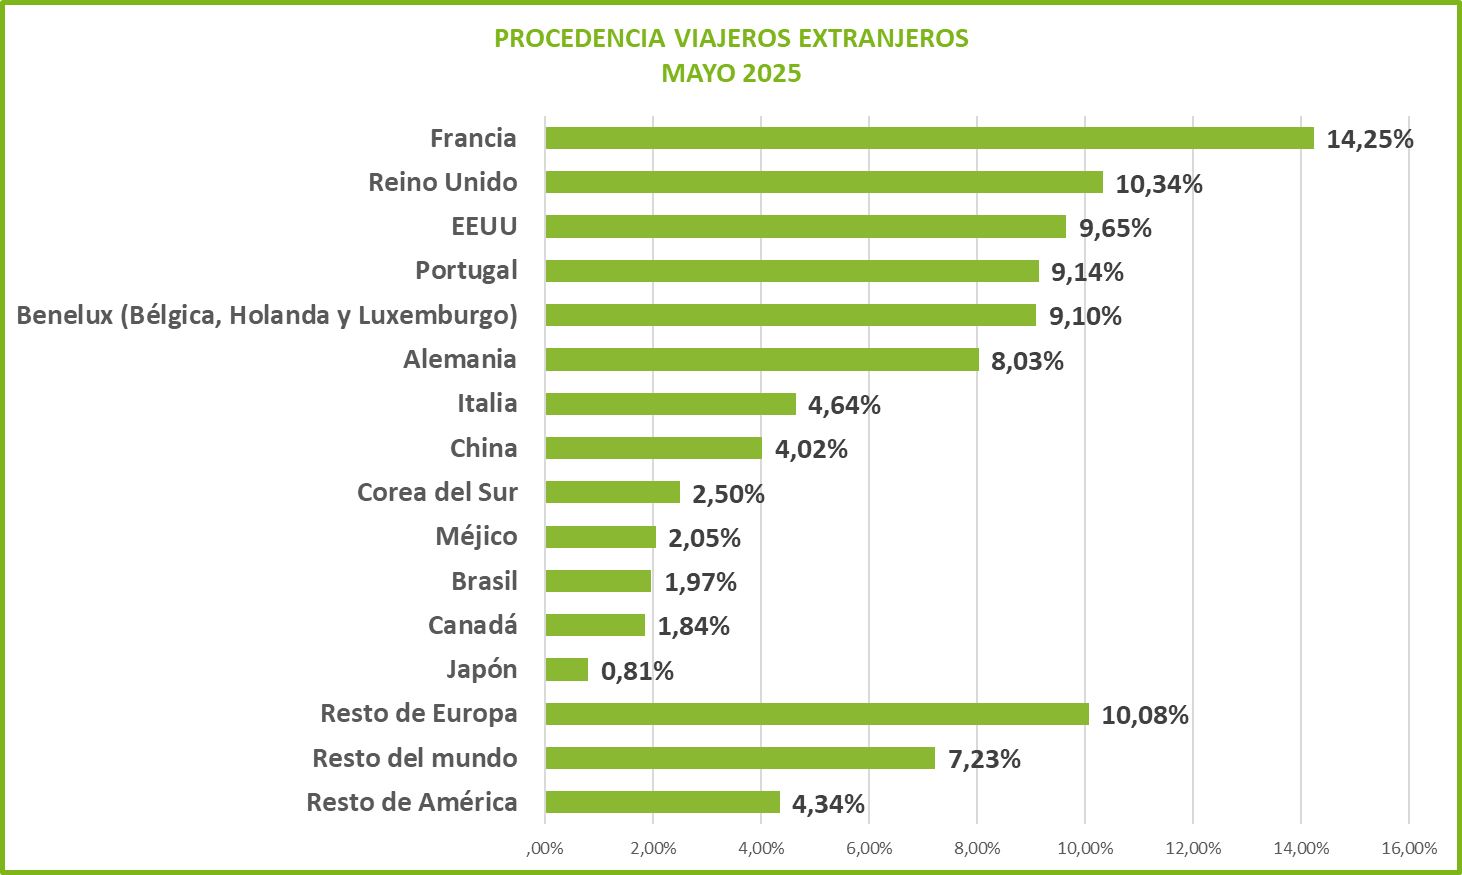 PROCEDENCIA VIAJEROS EXTRANJEROS
MAYO 2025
Francia 14,25%
Reino Unido 10,34%
EEUU 9,65%
Portugal 9,14%
Benelux (Bélgica, Holanda y Luxemburgo) 9,10%
Alemania 8,03%
Italia 4,64%
China 4,02%
Corea del Sur 2,50%
Méjico 2,05%
Brasil 1,97%
Canadá 1,84%
Japón 0,81%
Resto de Europa 10,08%
Resto del mundo 7,23%
Resto de América 4,34%
,00% 2,00% 4,00% 6,00% 8,00% 10,00% 12,00% 14,00% 16,00%